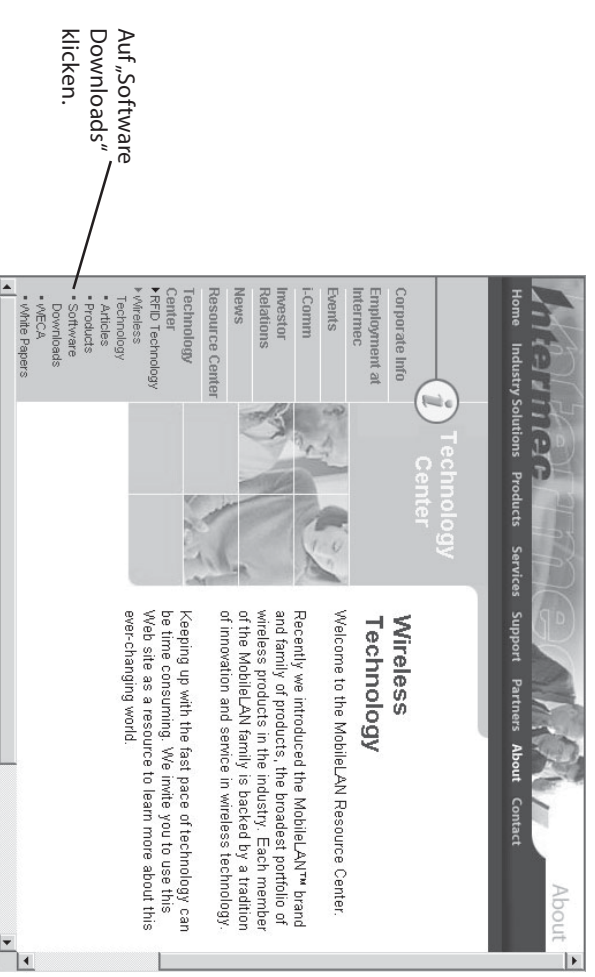 Auf „Software
Downloads“
klicken.
Intermec
About
Home Industry Solutions Products Services Support Partners About Contact
i
Technology
Center
Corporate Info
Employment at
Intermec
Events
i-Comm
Investor
Relations
News
Resource Center
Technology
Center
RFID Technology
Wireless
Technology
▪ Articles
▪ Products
▪ Software
Downloads
▪ WECA
▪ White Papers
Wireless
Technology
Welcome to the MobileLAN Resource Center.
Recently we introduced the MobileLAN™ brand
and family of products, the broadest portfolio of
wireless products in the industry. Each member
of the MobileLAN family is backed by a tradition
of innovation and service in wireless technology.
Keeping up with the fast pace of technology can
be time consuming. We invite you to use this
Web site as a resource to learn more about this
ever-changing world.